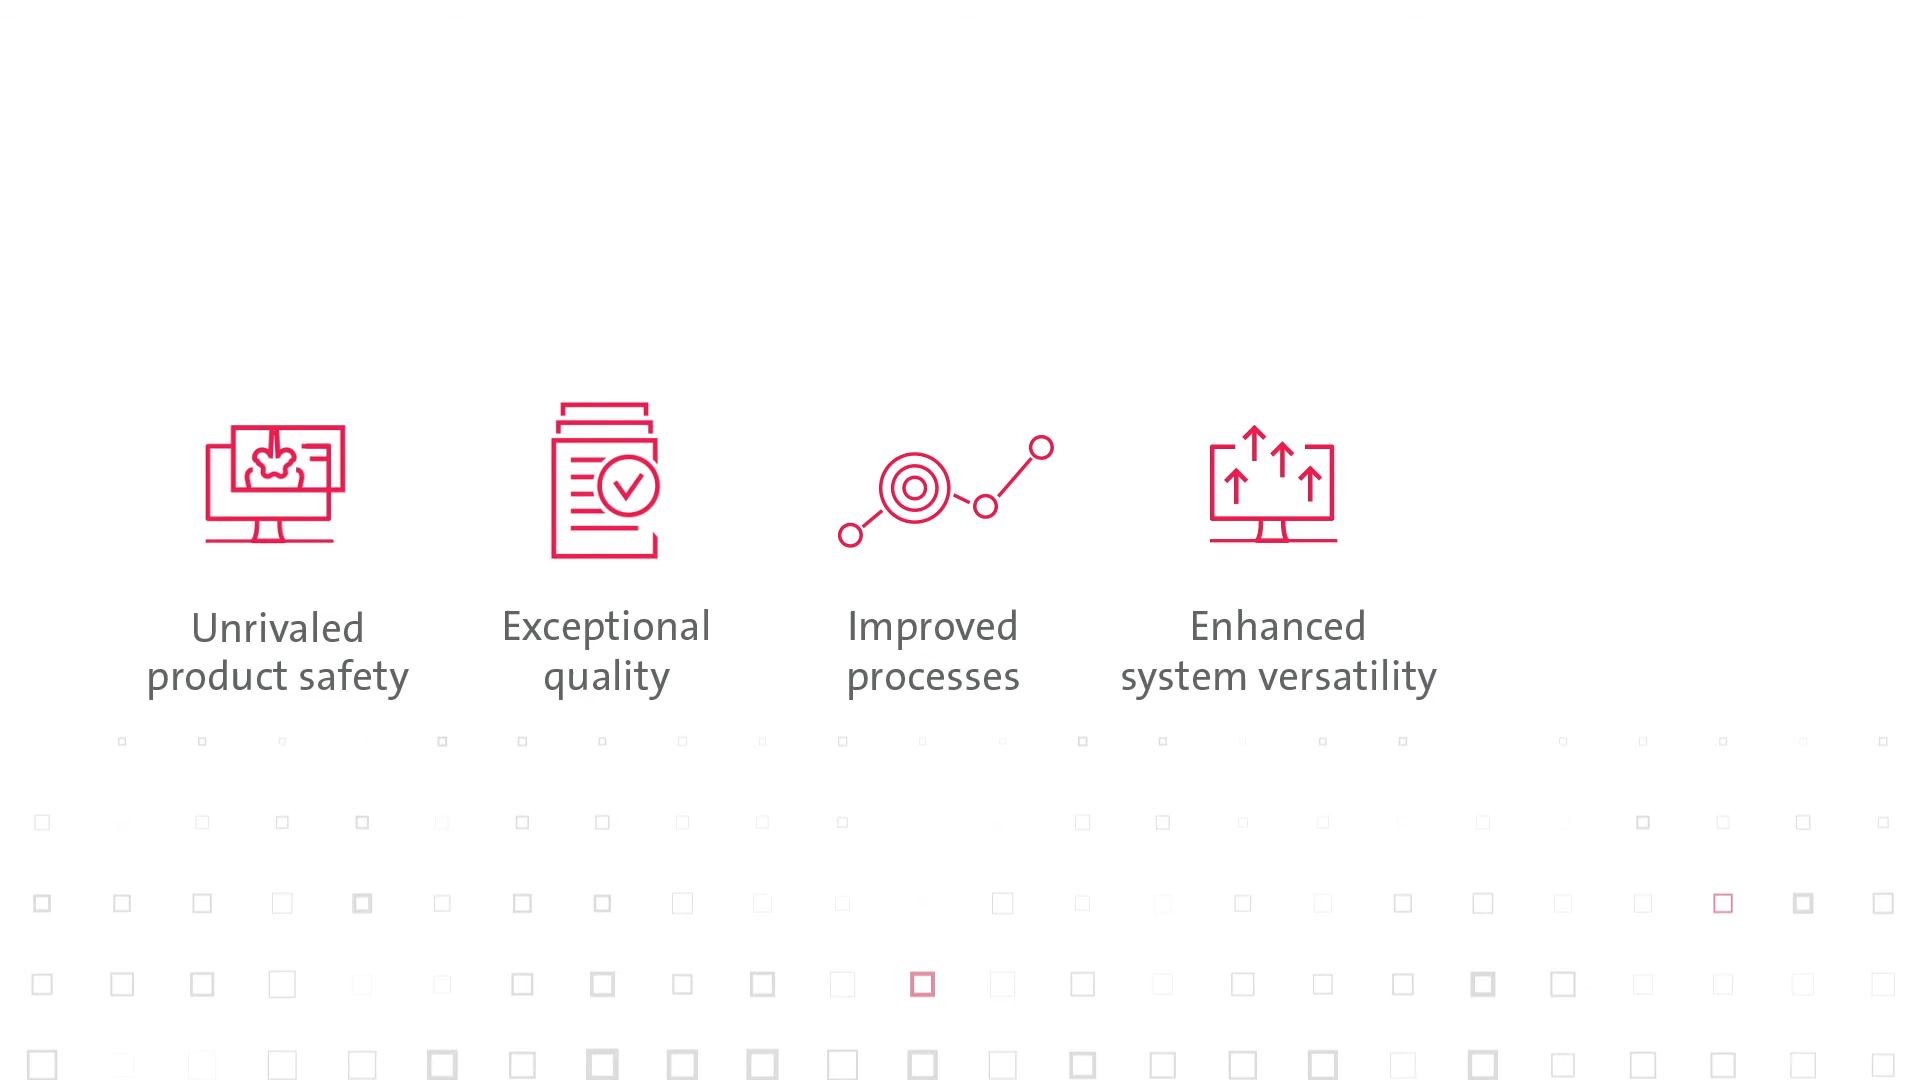 Unrivaled
product safety
Exceptional
quality
Improved
processes
Enhanced
system versatility